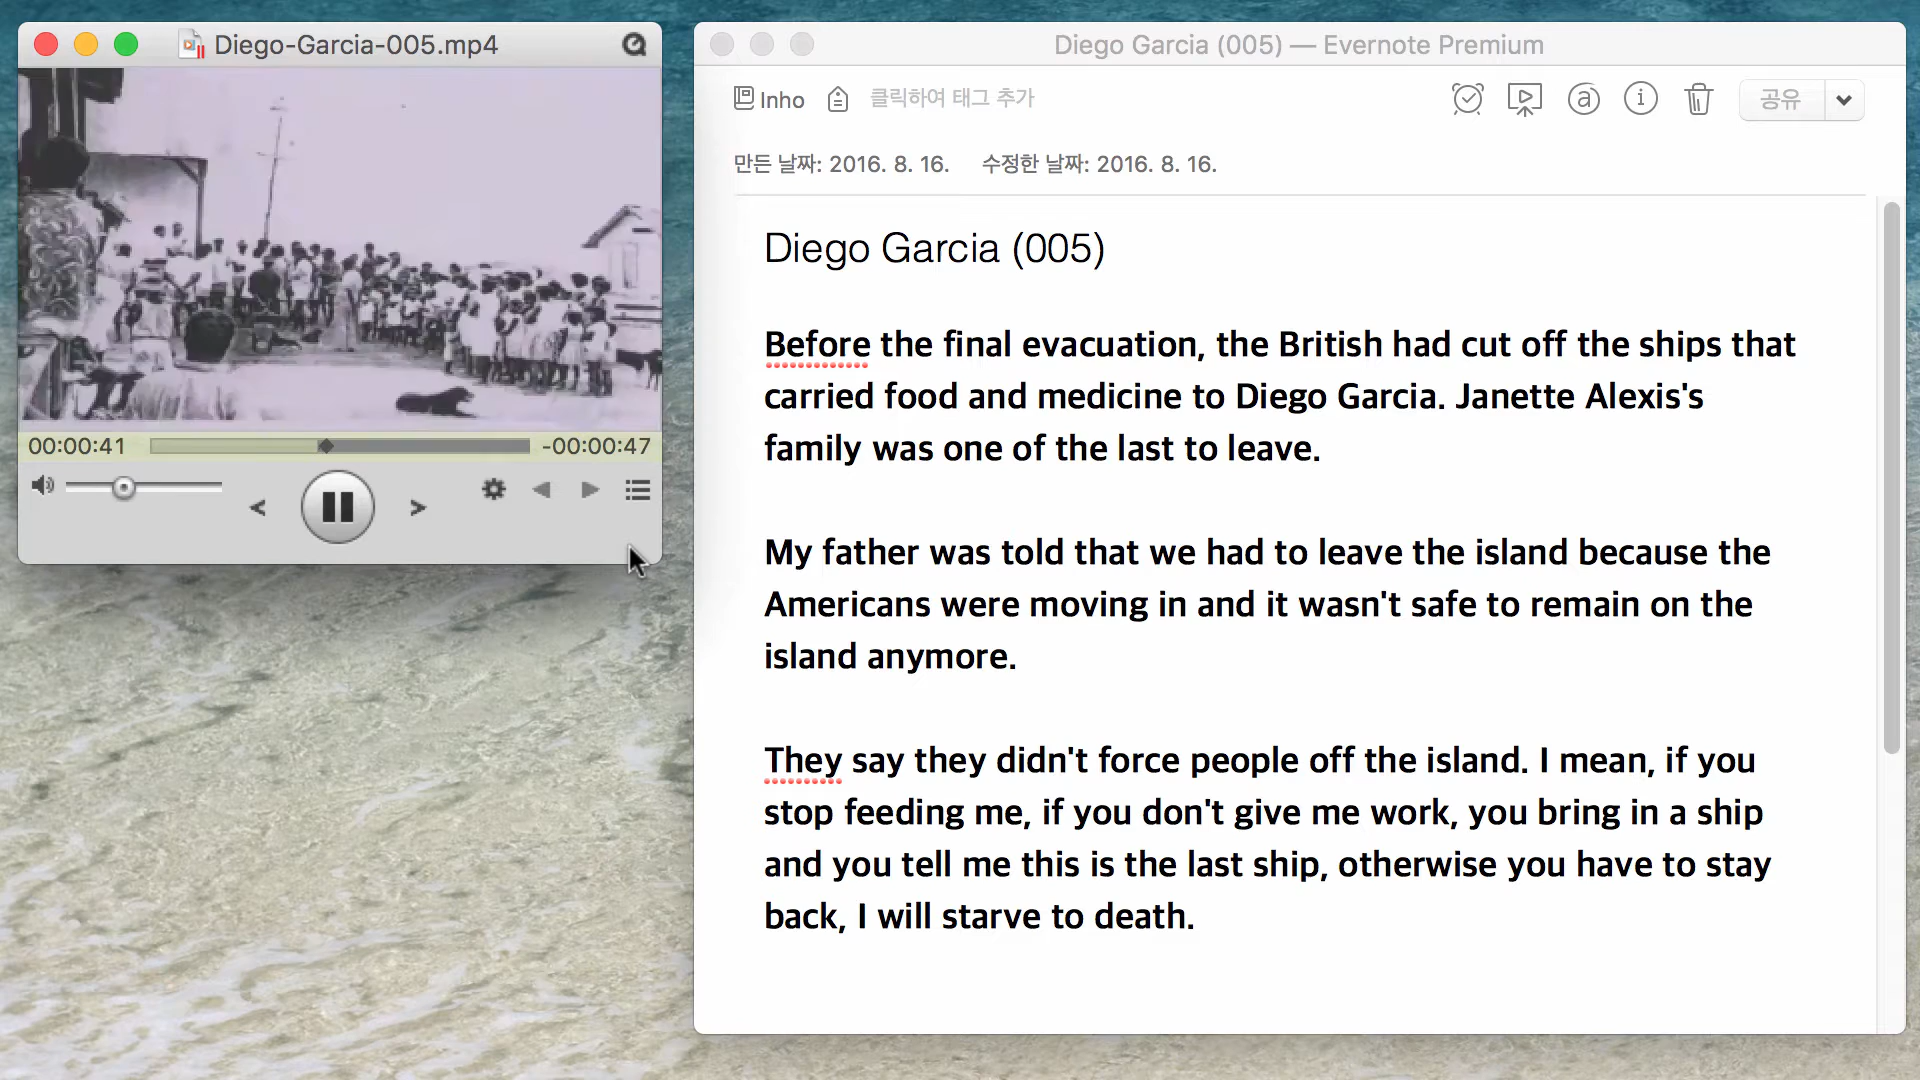 Diego-Garcia-005.mp4
00:00:41
-00:00:47
Diego Garcia (005) — Evernote Premium
Inho
클릭하여 태그 추가
공유
만든 날짜: 2016. 8. 16.
수정한 날짜: 2016. 8. 16.
Diego Garcia (005)
Before the final evacuation, the British had cut off the ships that
carried food and medicine to Diego Garcia. Janette Alexis's
family was one of the last to leave.
My father was told that we had to leave the island because the
Americans were moving in and it wasn't safe to remain on the
island anymore.
They say they didn't force people off the island. I mean, if you
stop feeding me, if you don't give me work, you bring in a ship
and you tell me this is the last ship, otherwise you have to stay
back, I will starve to death.